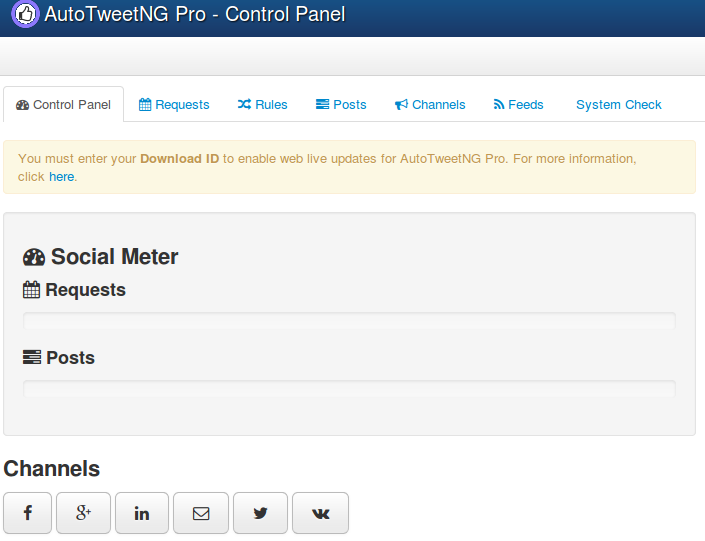 AutoTweetNG Pro - Control Panel
Control Panel Requests Rules Posts Channels Feeds System Check
You must enter your Download ID to enable web live updates for AutoTweetNG Pro. For more information,
click here.
Social Meter
Requests
Posts
Channels